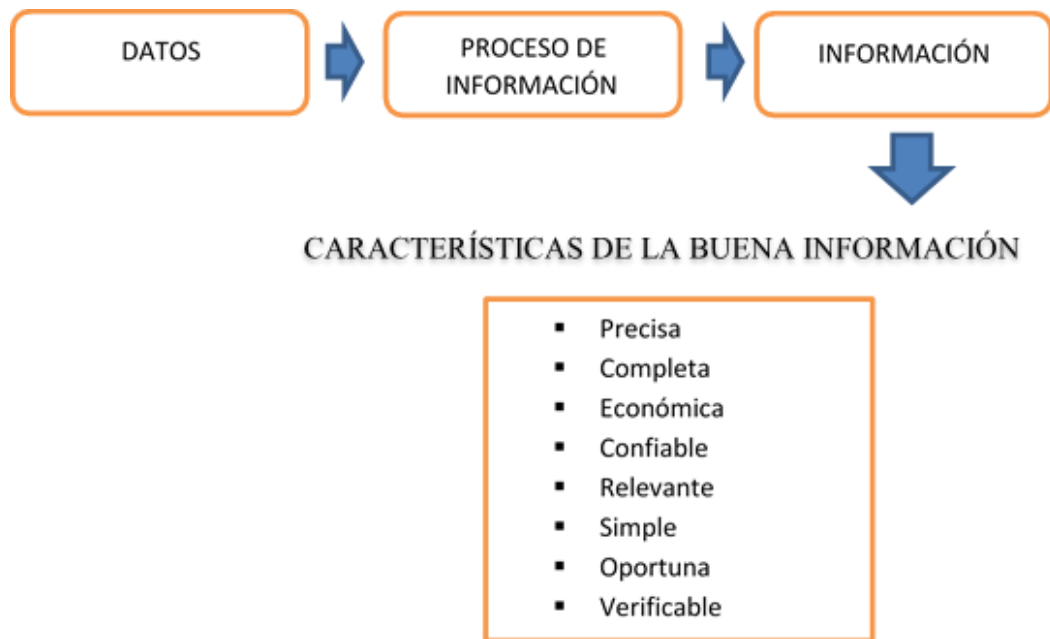 DATOS
PROCESO DE
INFORMACIÓN
INFORMACIÓN
CARACTERÍSTICAS DE LA BUENA INFORMACIÓN
▪ Precisa
▪ Completa
▪ Económica
▪ Confiable
▪ Relevante
▪ Simple
▪ Oportuna
▪ Verificable